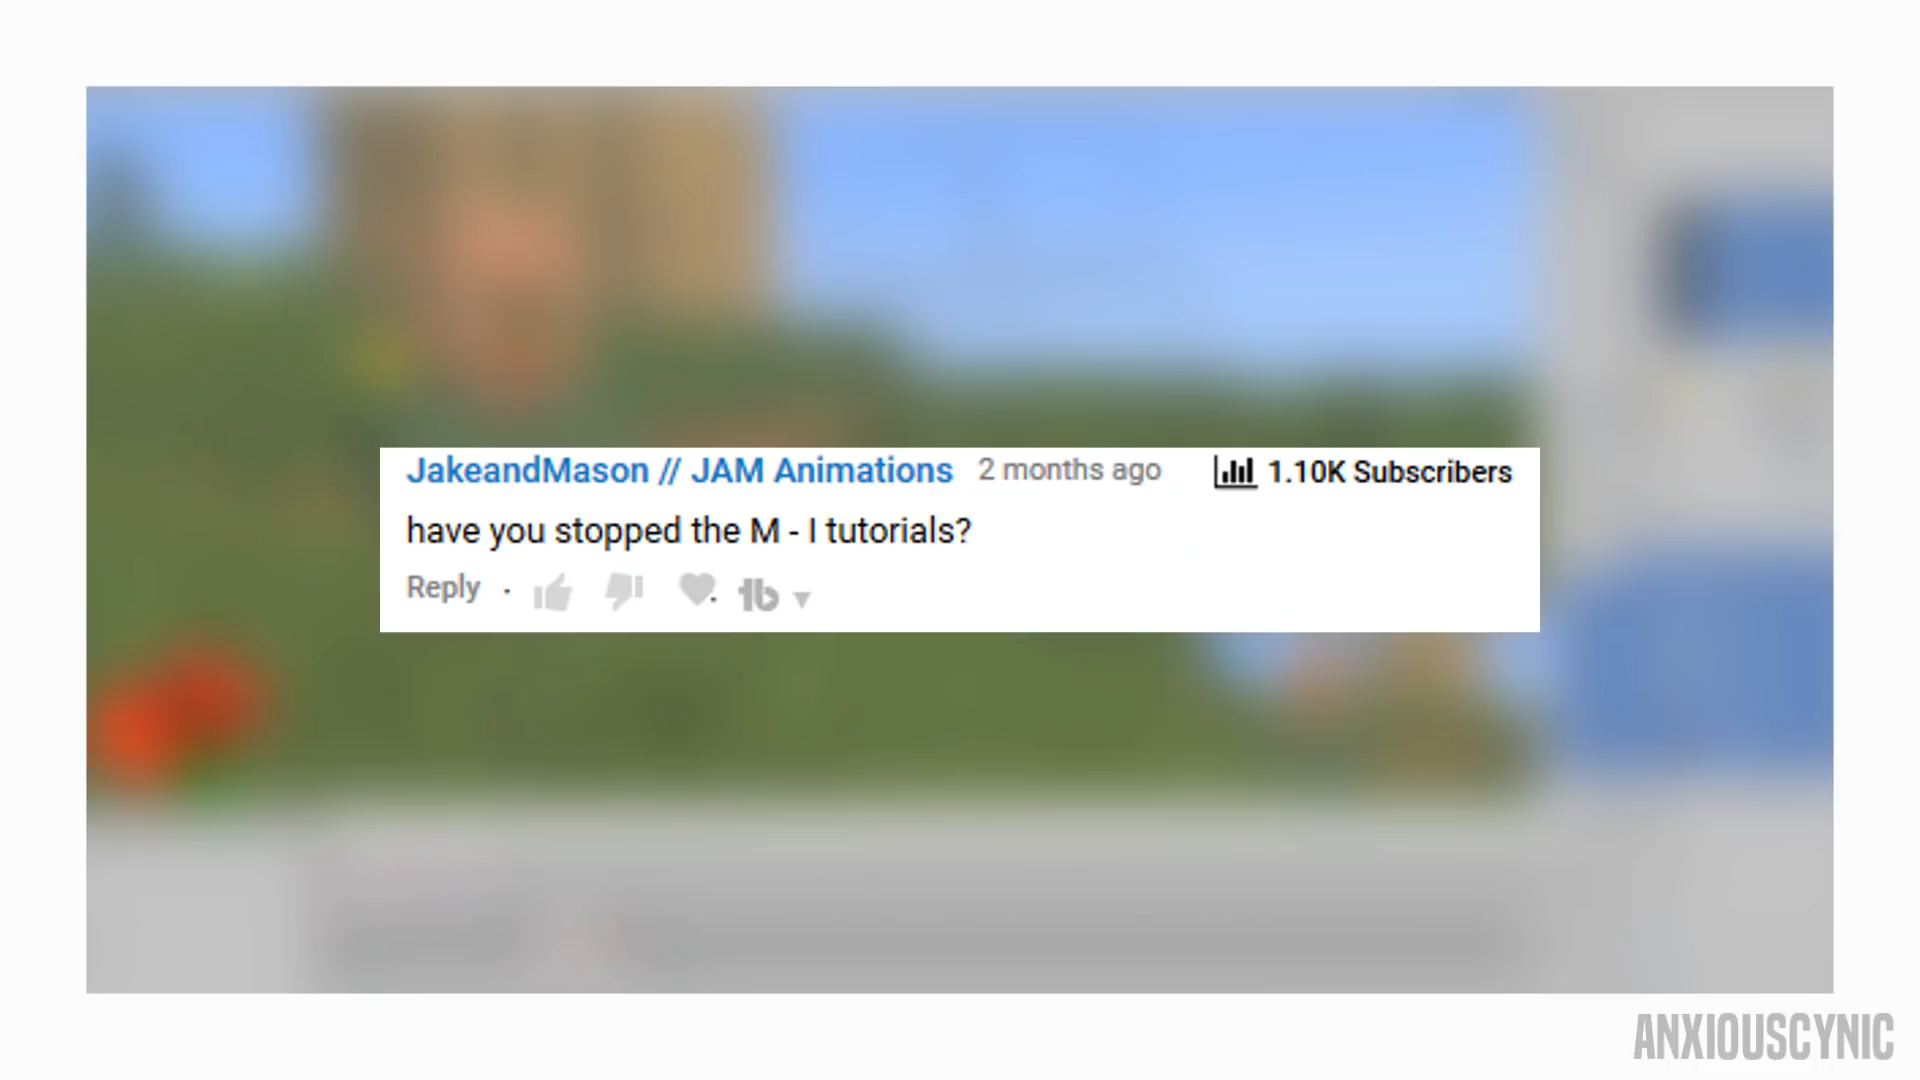 JakeandMason // JAM Animations 2 months ago 1.10K Subscribers
have you stopped the M - I tutorials?
Reply
ANXIOUSCYNIC